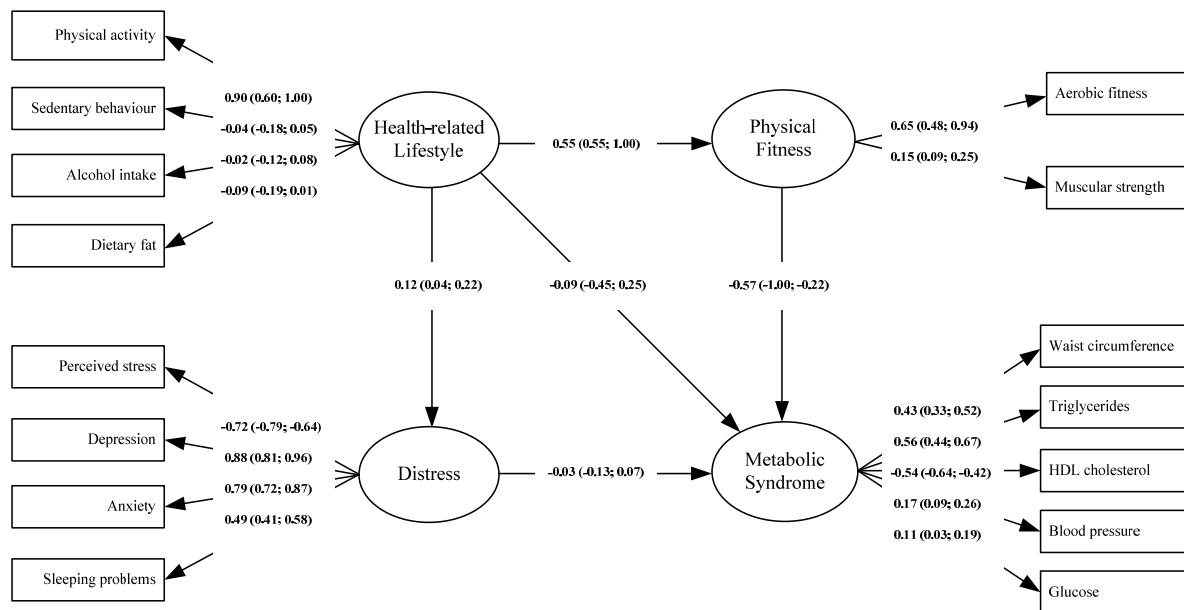 Physical activity
Sedentary behaviour
Alcohol intake
Dietary fat
0.90 (0.60; 1.00)
-0.04 (-0.18; 0.05)
-0.02 (-0.12; 0.08)
-0.09 (-0.19; 0.01)
Health-related
Lifestyle
0.55 (0.55; 1.00)
Physical
Fitness
0.65 (0.48; 0.94)
0.15 (0.09; 0.25)
Aerobic fitness
Muscular strength
0.12 (0.04; 0.22)
-0.09 (-0.45; 0.25)
-0.57 (-1.00; -0.22)
Perceived stress
Depression
Anxiety
Sleeping problems
-0.72 (-0.79; -0.64)
0.88 (0.81; 0.96)
0.79 (0.72; 0.87)
0.49 (0.41; 0.58)
Distress
-0.03 (-0.13; 0.07)
Metabolic
Syndrome
0.43 (0.33; 0.52)
0.56 (0.44; 0.67)
-0.54 (-0.64; -0.42)
0.17 (0.09; 0.26)
0.11 (0.03; 0.19)
Waist circumference
Triglycerides
HDL cholesterol
Blood pressure
Glucose